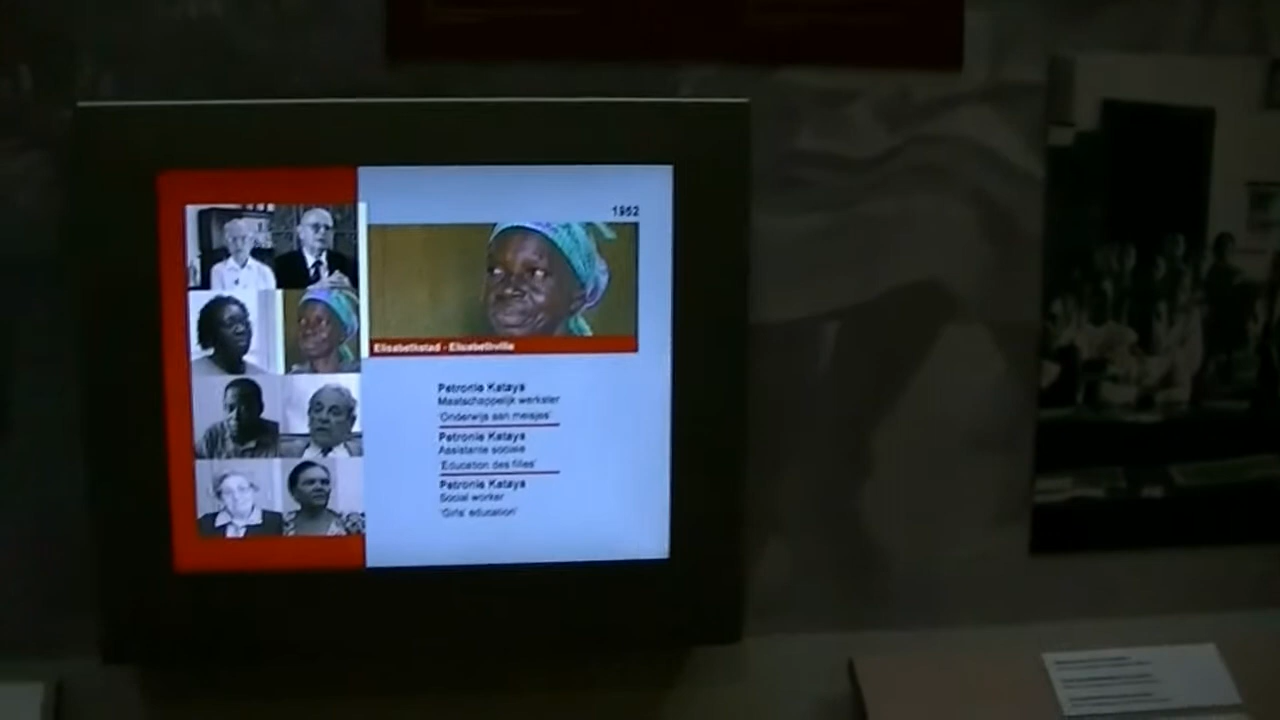 1952
Elisabethstad - Elisabethville
Petronie Kataya
Maatschappelijk werkster
'Onderwijs aan meisjes'
Petronie Kataya
Assistante sociale
'Education des filles'
Petronie Kataya
Social worker
'Girls' education'